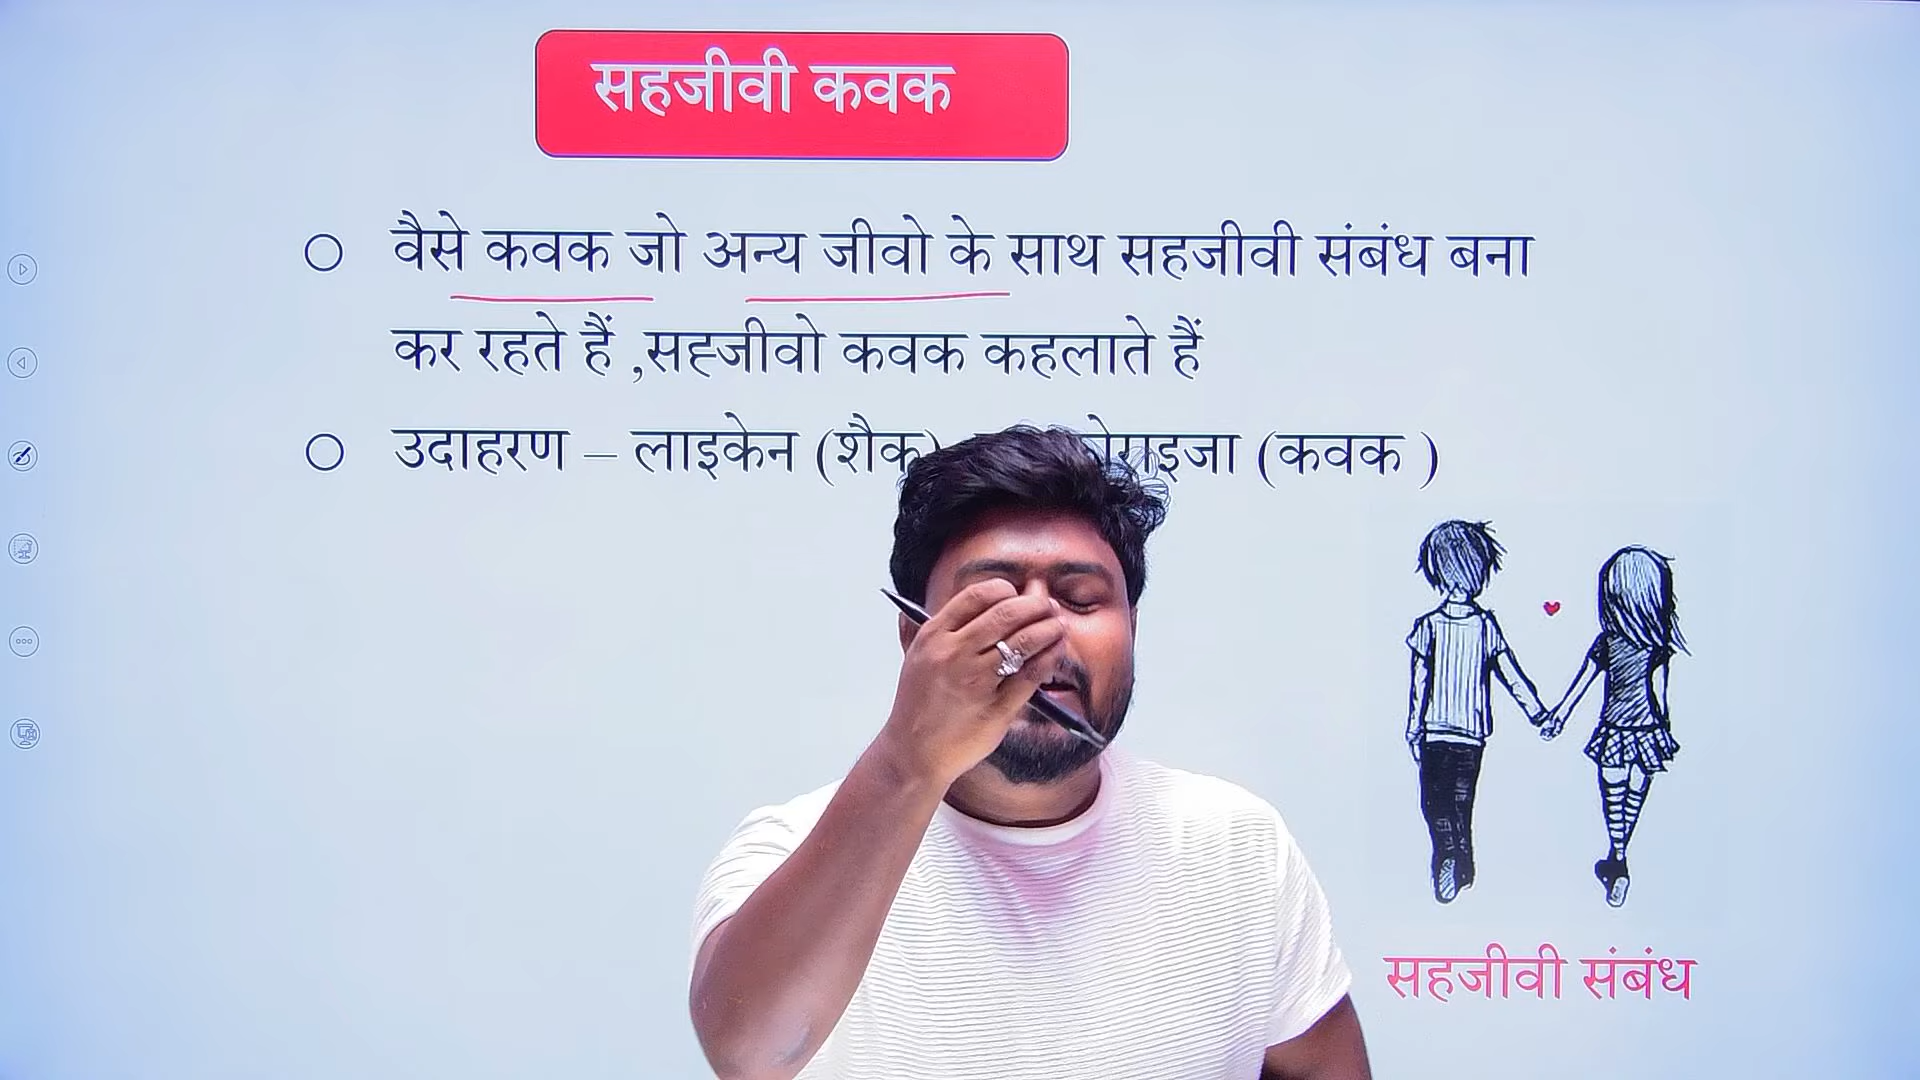 सहजीवी कवक
○ वैसे कवक जो अन्य जीवो के साथ सहजीवी संबंध बना
कर रहते हैं ,सह्जीवो कवक कहलाते हैं
○ उदाहरण – लाइकेन (शैक) (कवक )
सहजीवी संबंध